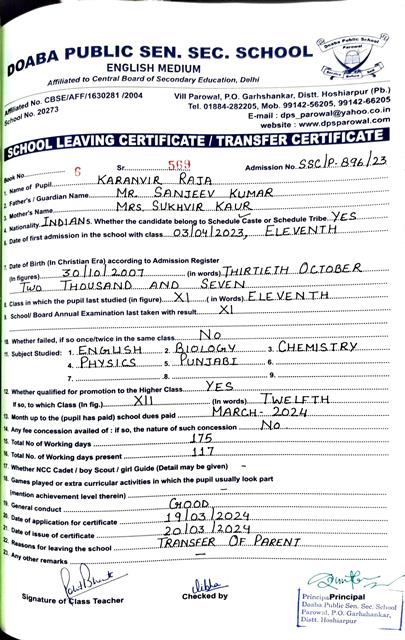 Doaba Public School
Parowal
DOABA PUBLIC SEN. SEC. SCHOOL
ENGLISH MEDIUM
Affiliated to Central Board of Secondary Education, Delhi
Affiliated No. CBSE/AFF/1630281 /2004
School No. 20273
Vill Parowal, P.O. Garhshankar, Distt. Hoshiarpur (Pb.)
Tel. 01884-282205, Mob. 99142-56205, 99142-66205
E-mail : dps_parowal@yahoo.co.in
website : www.dpsparowal.com
SCHOOL LEAVING CERTIFICATE / TRANSFER CERTIFICATE
Book No 6 Sr. 569 Admission No. SSC/P-896/23
1. Name of Pupil KARANVIR RAJA
2. Father's / Guardian Name MR. SANJEEV KUMAR
3. Mother's Name MRS. SUKHVIR KAUR
4. Nationality INDIAN 5. Whether the candidate belong to Schedule Caste or Schedule Tribe. YES
6. Date of first admission in the school with class 03/04/2023, ELEVENTH
7. Date of Birth (In Christian Era) according to Admission Register
(In figures) 30/10/2007 (in words) THIRTIETH OCTOBER
TWO THOUSAND AND SEVEN
8. Class in which the pupil last studied (in figure) XI ( in Words) ELEVENTH
9. School/ Board Annual Examination last taken with result XI
10. Whether failed, if so once/twice in the same class NO
11. Subject Studied: 1. ENGLISH 2. BIOLOGY 3. CHEMISTRY
4. PHYSICS 5. PUNJABI 6.
7. 8. 9.
12. Whether qualified for promotion to the Higher Class YES
If so, to which Class (In fig.) XII (In words) TWELFTH
13. Month up to the (pupil has paid) school dues paid MARCH-2024
14. Any fee concession availed of : if so, the nature of such concession NO
15. Total No of Working days 175
16. Total No. of Working days present 117
17. Whether NCC Cadet / boy Scout / girl Guide (Detail may be given) –
18. Games played or extra curricular activities in which the pupil usually look part
(mention achievement level therein) –
19. General conduct GOOD
20. Date of application for certificate 19/03/2024
21. Date of issue of certificate 20/03/2024
22. Reasons for leaving the school TRANSFER OF PARENT
23. Any other remarks –
Signature of Class Teacher Checked by Principal
Principal
Doaba Public Sen. Sec. School
Parowal, P.O. Garhshankar,
Distt. Hoshiarpur